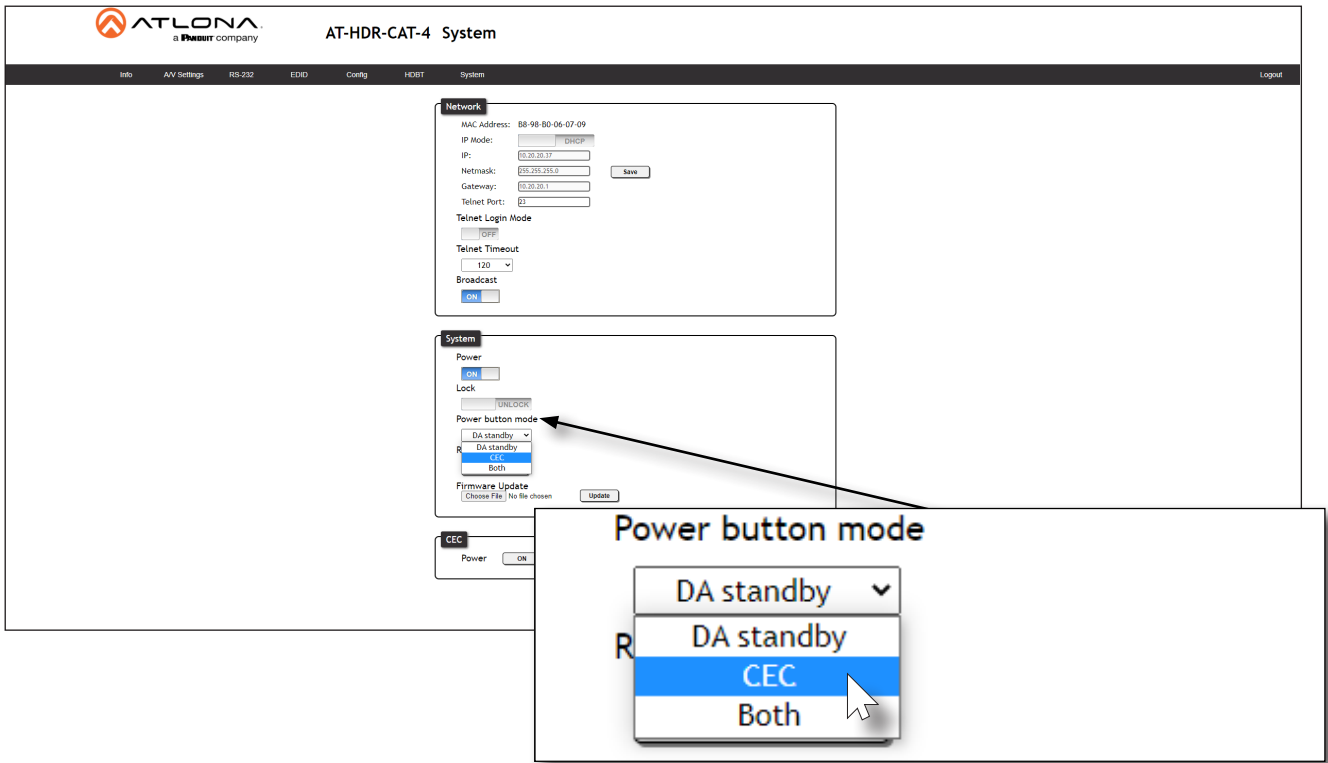 ATLONA.
a PANDUIT company
AT-HDR-CAT-4 System
Info A/V Settings RS-232 EDID Config HDBT System Logout
Network
MAC Address: B8-98-B0-06-07-09
IP Mode: DHCP
IP: 10.20.20.37
Netmask: 255.255.255.0 Save
Gateway: 10.20.20.1
Telnet Port: 23
Telnet Login Mode
OFF
Telnet Timeout
120
Broadcast
ON
System
Power
ON
Lock
UNLOCK
Power button mode
DA standby
R DA standby
CEC
Both
Firmware Update
Choose File No file chosen Update
CEC
Power ON
Power button mode
DA standby
R DA standby
CEC
Both